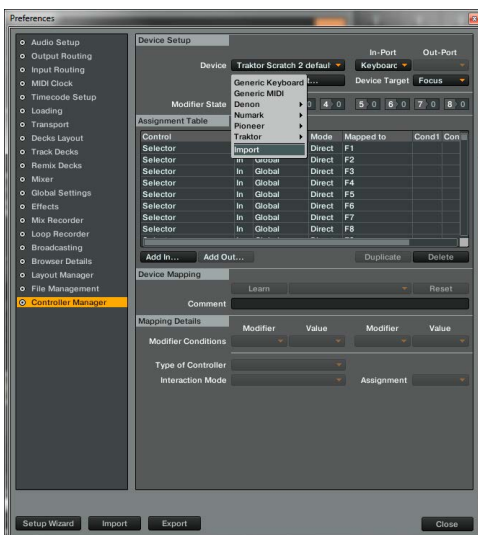 Preferences
Audio Setup
Output Routing
Input Routing
MIDI Clock
Timecode Setup
Loading
Transport
Decks Layout
Track Decks
Remix Decks
Mixer
Global Settings
Effects
Mix Recorder
Loop Recorder
Broadcasting
Browser Details
Layout Manager
File Management
Controller Manager
Device Setup
In-Port Out-Port
Device Traktor Scratch 2 defaul Keyboarc
t... Device Target Focus
Generic Keyboard
Generic MIDI
Denon
Numark
Pioneer
Traktor
Import
Modifier State 0 4 0 5 0 6 0 7 0 8 0
Assignment Table
Control Mode Mapped to Cond1 Con
Selector Direct F1
Selector In Global Direct F2
Selector In Global Direct F3
Selector In Global Direct F4
Selector In Global Direct F5
Selector In Global Direct F6
Selector In Global Direct F7
Selector In Global Direct F8
Add In... Add Out... Duplicate Delete
Device Mapping
Learn Reset
Comment
Mapping Details
Modifier Value Modifier Value
Modifier Conditions
Type of Controller
Interaction Mode Assignment
Setup Wizard Import Export Close